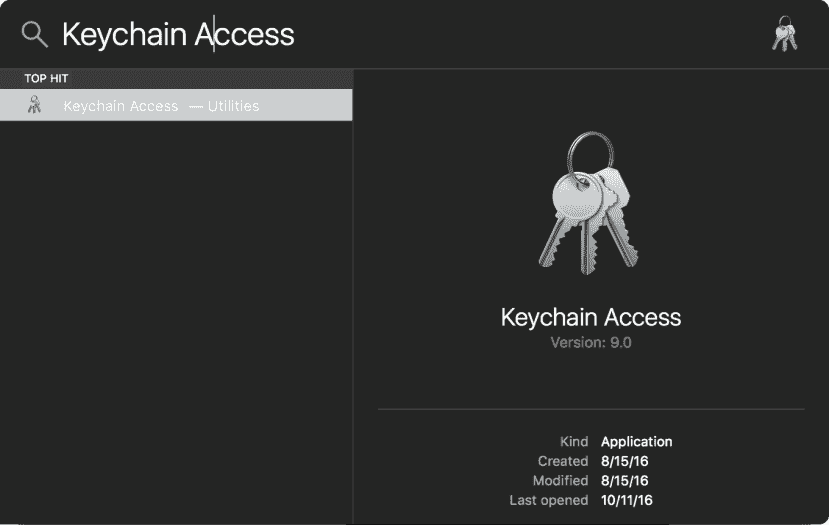 Keychain Access
TOP HIT
Keychain Access — Utilities
Keychain Access
Version: 9.0
Kind Application
Created 8/15/16
Modified 8/15/16
Last opened 10/11/16